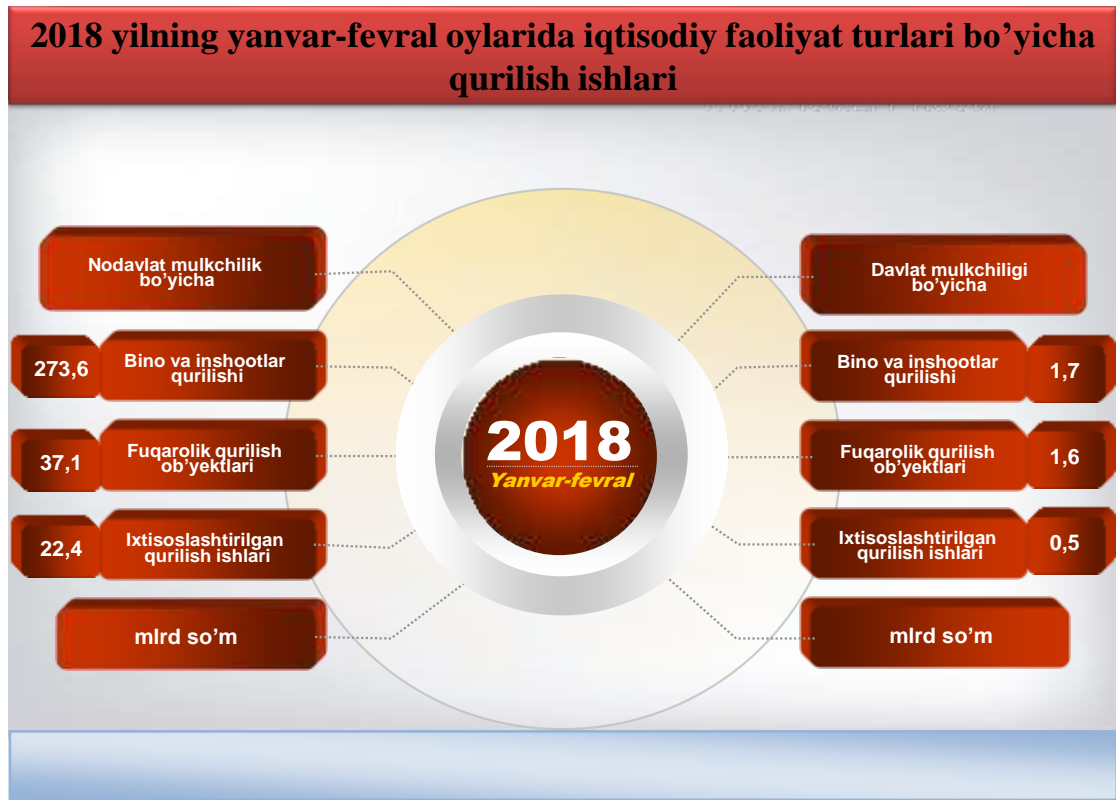 2018 yilning yanvar-fevral oylarida iqtisodiy faoliyat turlari bo’yicha
qurilish ishlari
Nodavlat mulkchilik
bo’yicha
273,6
Bino va inshootlar
qurilishi
37,1
Fuqarolik qurilish
ob’yektlari
22,4
Ixtisoslashtirilgan
qurilish ishlari
mlrd so’m
2018
Yanvar-fevral
Davlat mulkchiligi
bo’yicha
Bino va inshootlar
qurilishi
1,7
Fuqarolik qurilish
ob’yektlari
1,6
Ixtisoslashtirilgan
qurilish ishlari
0,5
mlrd so’m